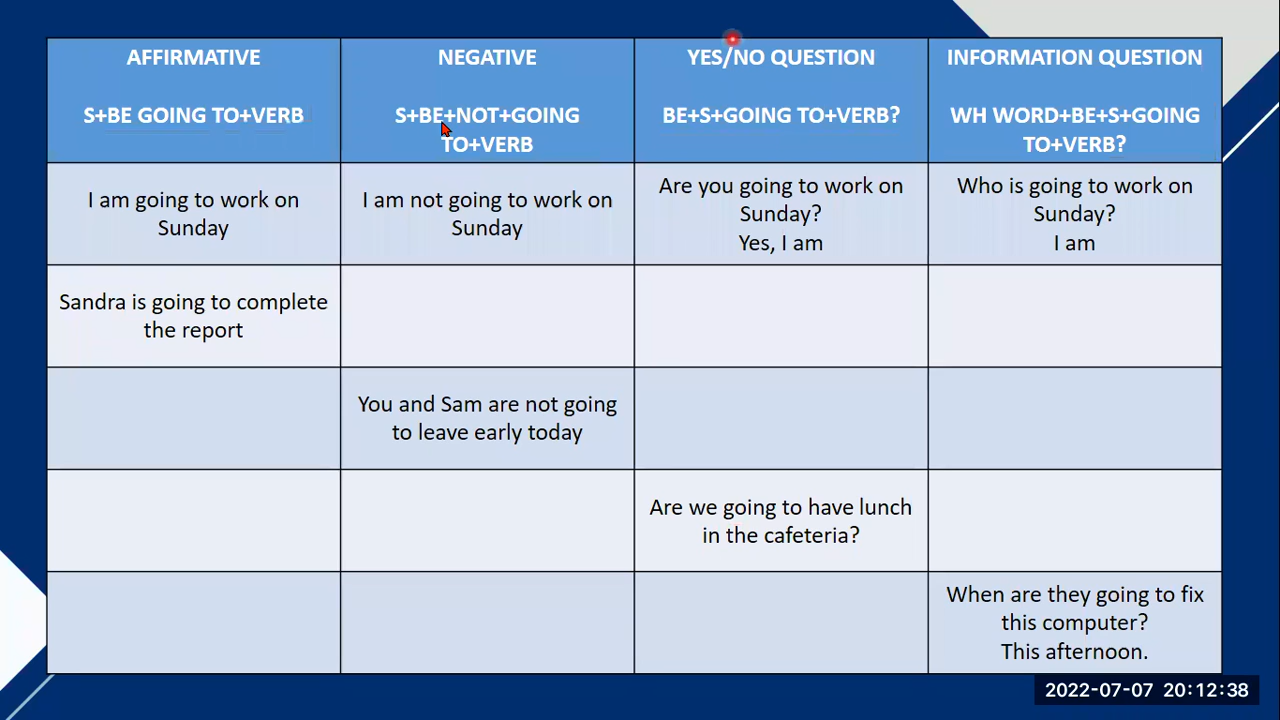 AFFIRMATIVE
S+BE GOING TO+VERB
NEGATIVE
S+BE+NOT+GOING
TO+VERB
YES/NO QUESTION
BE+S+GOING TO+VERB?
INFORMATION QUESTION
WH WORD+BE+S+GOING
TO+VERB?
I am going to work on
Sunday
I am not going to work on
Sunday
Are you going to work on
Sunday?
Yes, I am
Who is going to work on
Sunday?
I am
Sandra is going to complete
the report
You and Sam are not going
to leave early today
Are we going to have lunch
in the cafeteria?
When are they going to fix
this computer?
This afternoon.
2022-07-07 20:12:38